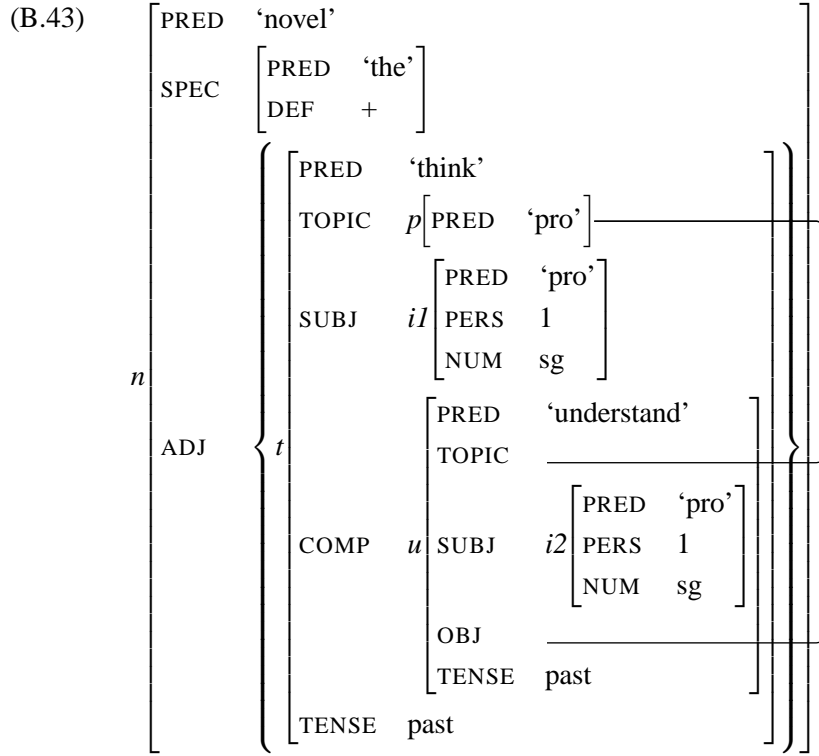 (B.43)
PRED ‘novel’
SPEC PRED ‘the’
DEF +
PRED ‘think’
TOPIC p PRED ‘pro’
PRED ‘pro’
SUBJ i1 PERS 1
NUM sg
n
PRED ‘understand’
ADJ t TOPIC
PRED ‘pro’
COMP u SUBJ i2 PERS 1
NUM sg
OBJ
TENSE past
TENSE past